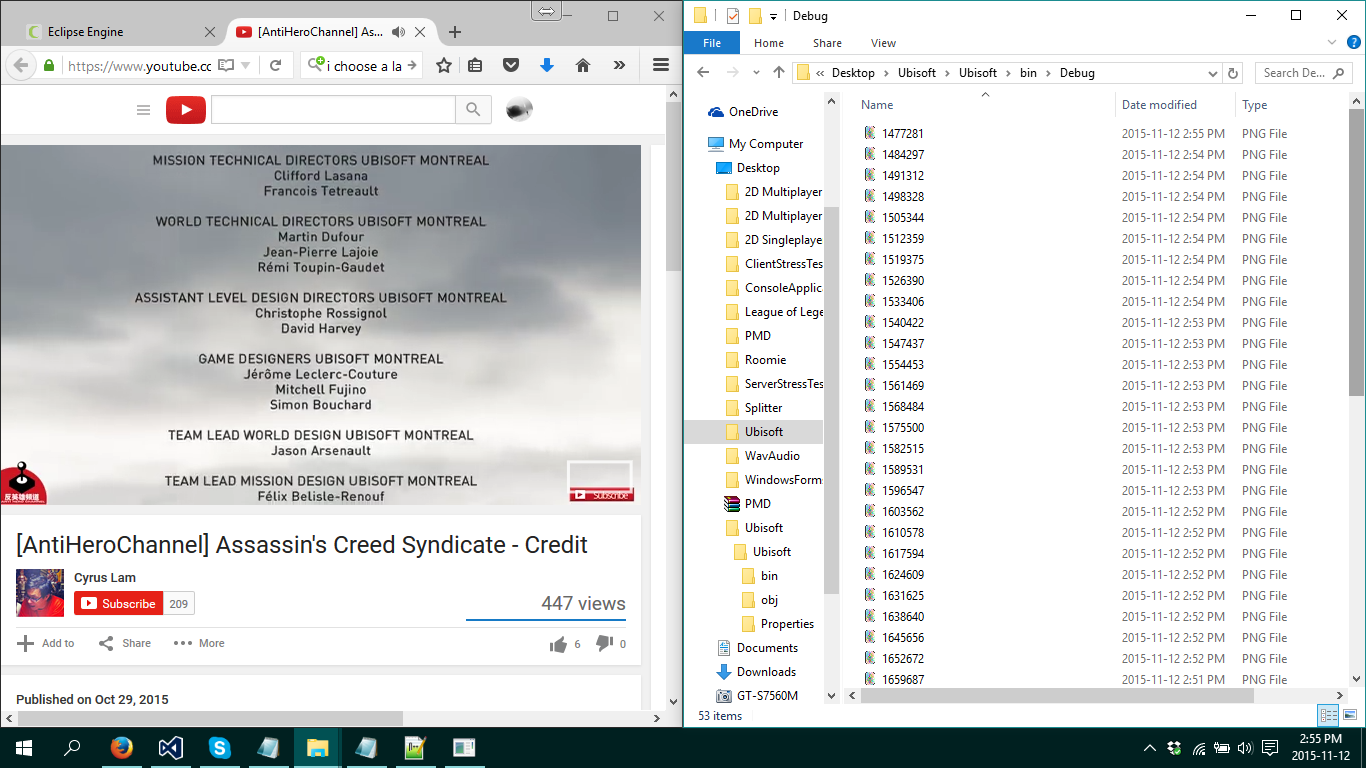 Eclipse Engine
[AntiHeroChannel] As...
https://www.youtube.cc
i choose a la
MISSION TECHNICAL DIRECTORS UBISOFT MONTREAL
Clifford Lasana
Francois Tetreault
WORLD TECHNICAL DIRECTORS UBISOFT MONTREAL
Martin Dufour
Jean-Pierre Lajoie
Rémi Toupin-Gaudet
ASSISTANT LEVEL DESIGN DIRECTORS UBISOFT MONTREAL
Christophe Rossignol
David Harvey
GAME DESIGNERS UBISOFT MONTREAL
Jérôme Leclerc-Couture
Mitchell Fujino
Simon Bouchard
TEAM LEAD WORLD DESIGN UBISOFT MONTREAL
Jason Arsenault
TEAM LEAD MISSION DESIGN UBISOFT MONTREAL
Félix Belisle-Renouf
反英雄頻道
Subscribe
[AntiHeroChannel] Assassin's Creed Syndicate - Credit
Cyrus Lam
Subscribe 209
447 views
Add to Share More 6 0
Published on Oct 29, 2015
Debug
File Home Share View
« Desktop Ubisoft Ubisoft bin Debug
Search De...
OneDrive
My Computer
Desktop
2D Multiplayer
2D Multiplayer
2D Singleplaye
ClientStressTes
ConsoleApplic
League of Lege
PMD
Roomie
ServerStressTes
Splitter
Ubisoft
WavAudio
WindowsForm
PMD
Ubisoft
Ubisoft
bin
obj
Properties
Documents
Downloads
GT-S7560M
Name Date modified Type
1477281 2015-11-12 2:55 PM PNG File
1484297 2015-11-12 2:54 PM PNG File
1491312 2015-11-12 2:54 PM PNG File
1498328 2015-11-12 2:54 PM PNG File
1505344 2015-11-12 2:54 PM PNG File
1512359 2015-11-12 2:54 PM PNG File
1519375 2015-11-12 2:54 PM PNG File
1526390 2015-11-12 2:54 PM PNG File
1533406 2015-11-12 2:54 PM PNG File
1540422 2015-11-12 2:53 PM PNG File
1547437 2015-11-12 2:53 PM PNG File
1554453 2015-11-12 2:53 PM PNG File
1561469 2015-11-12 2:53 PM PNG File
1568484 2015-11-12 2:53 PM PNG File
1575500 2015-11-12 2:53 PM PNG File
1582515 2015-11-12 2:53 PM PNG File
1589531 2015-11-12 2:53 PM PNG File
1596547 2015-11-12 2:53 PM PNG File
1603562 2015-11-12 2:52 PM PNG File
1610578 2015-11-12 2:52 PM PNG File
1617594 2015-11-12 2:52 PM PNG File
1624609 2015-11-12 2:52 PM PNG File
1631625 2015-11-12 2:52 PM PNG File
1638640 2015-11-12 2:52 PM PNG File
1645656 2015-11-12 2:52 PM PNG File
1652672 2015-11-12 2:52 PM PNG File
1659687 2015-11-12 2:51 PM PNG File
53 items
2:55 PM
2015-11-12